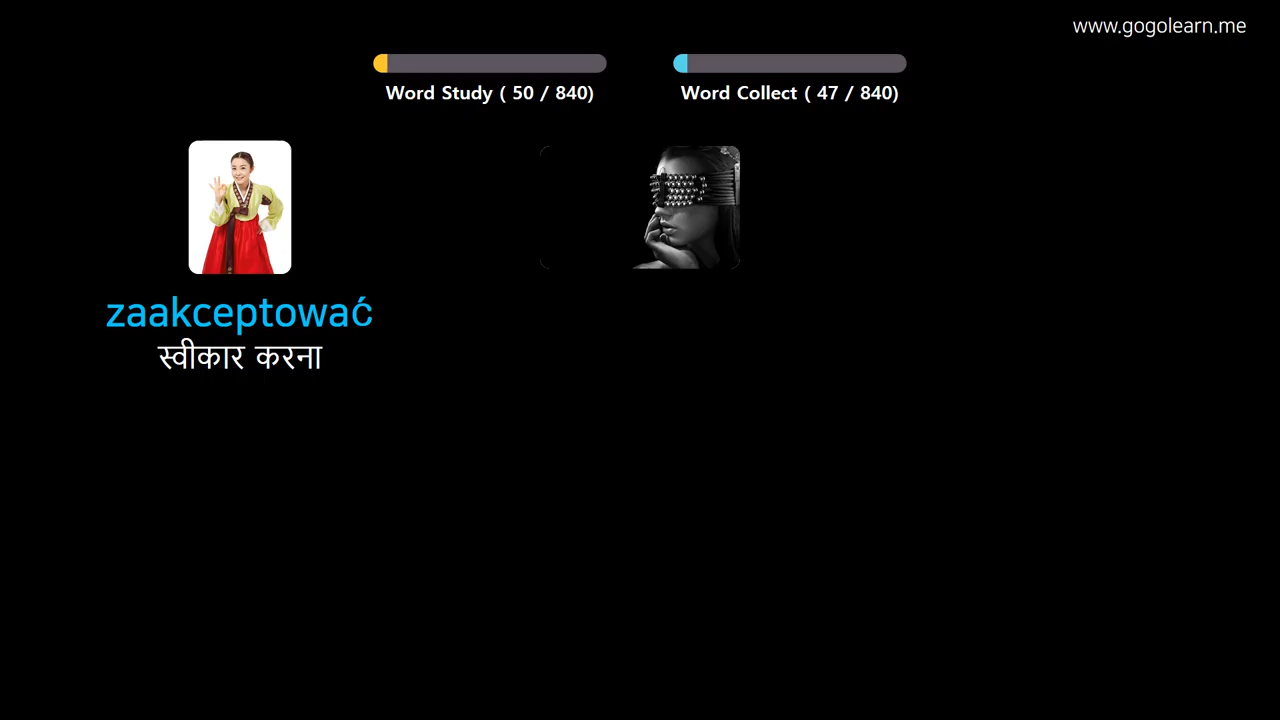 www.gogolearn.me
Word Study ( 50 / 840)
Word Collect ( 47 / 840)
zaakceptować
स्वीकार करना